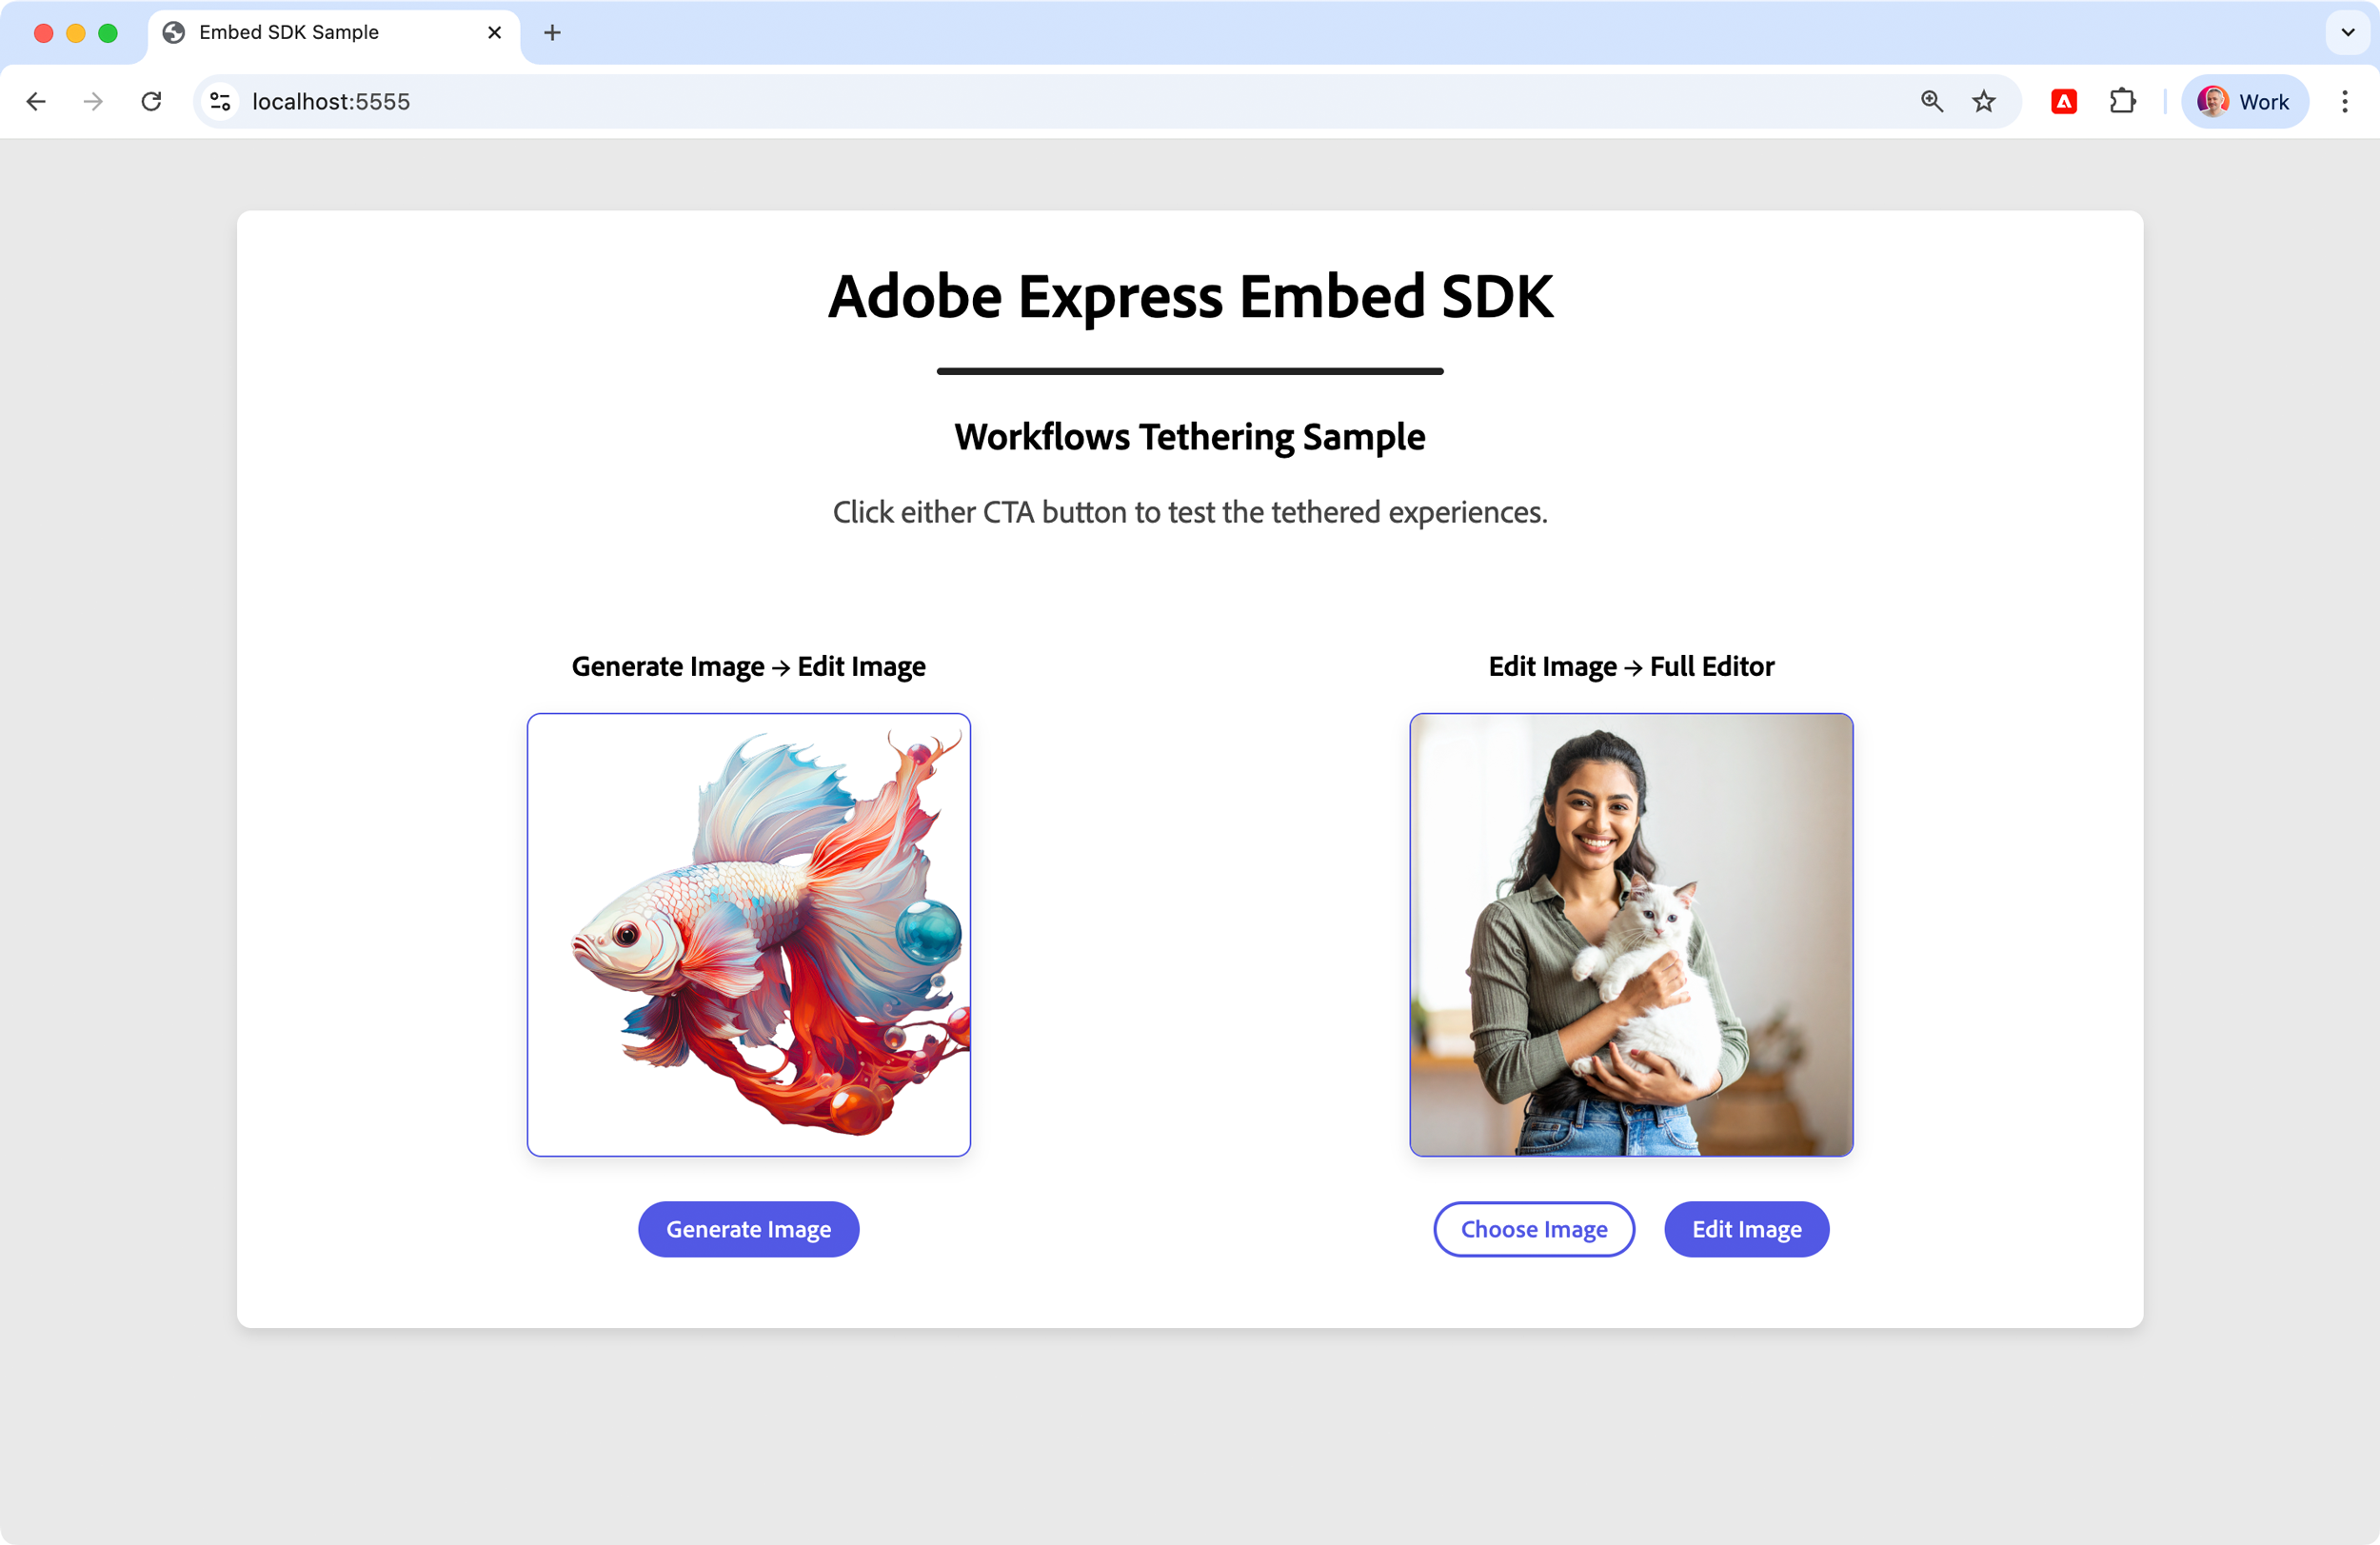 Embed SDK Sample
localhost:5555
Work
Adobe Express Embed SDK
Workflows Tethering Sample
Click either CTA button to test the tethered experiences.
Generate Image → Edit Image
Edit Image → Full Editor
Generate Image
Choose Image
Edit Image